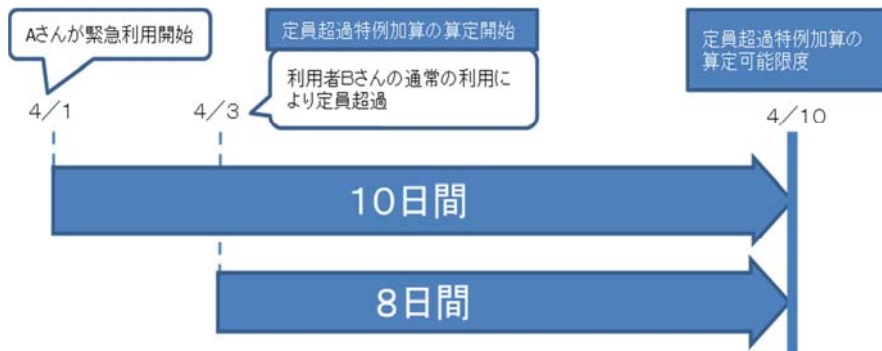 Aさんが緊急利用開始
定員超過特例加算の算定開始
定員超過特例加算の
算定可能限度
利用者Bさんの通常の利用に
より定員超過
4／1
4／3
4／10
10日間
8日間